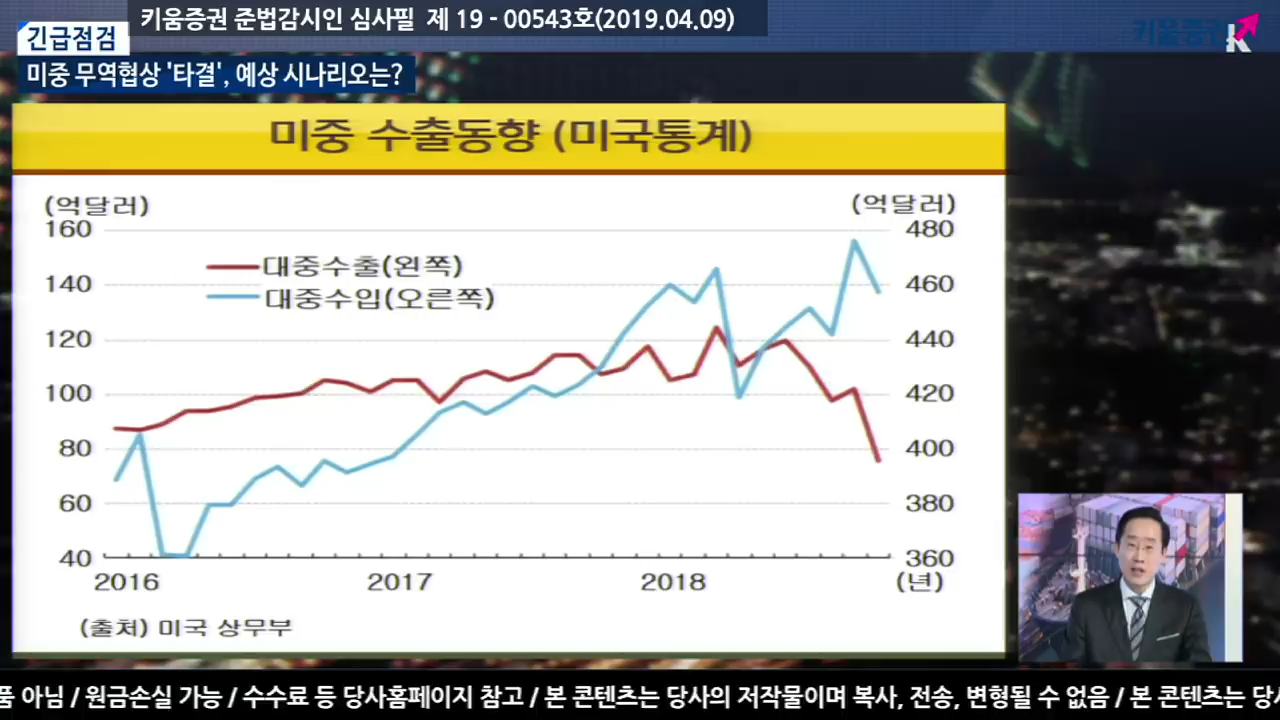 키움증권 준법감시인 심사필 제 19 - 00543호(2019.04.09)
긴급점검
키움증권
미중 무역협상 '타결', 예상 시나리오는?
미중 수출동향 (미국통계)
(억달러)
(억달러)
160
480
대중수출(왼쪽)
140
460
대중수입(오른쪽)
120
440
100
420
80
400
60
380
40
360
2016
2017
2018
(년)
(출처) 미국 상무부
품 아님 / 원금손실 가능 / 수수료 등 당사홈페이지 참고 / 본 콘텐츠는 당사의 저작물이며 복사, 전송, 변형될 수 없음 / 본 콘텐츠는 당사